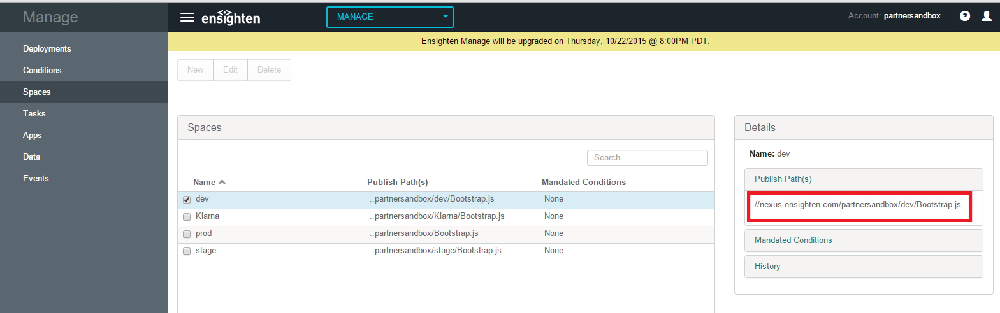 Manage
ensighten
MANAGE
Account: partnersandbox
?
Deployments
Conditions
Spaces
Tasks
Apps
Data
Events
Ensighten Manage will be upgraded on Thursday, 10/22/2015 @ 8:00PM PDT.
New Edit Delete
Spaces
Search
Name Publish Path(s) Mandated Conditions
dev ..partnersandbox/dev/Bootstrap.js None
Klarna ..partnersandbox/Klarna/Bootstrap.js None
prod ..partnersandbox/Bootstrap.js None
stage ..partnersandbox/stage/Bootstrap.js None
Details
Name: dev
Publish Path(s)
//nexus.ensighten.com/partnersandbox/dev/Bootstrap.js
Mandated Conditions
History